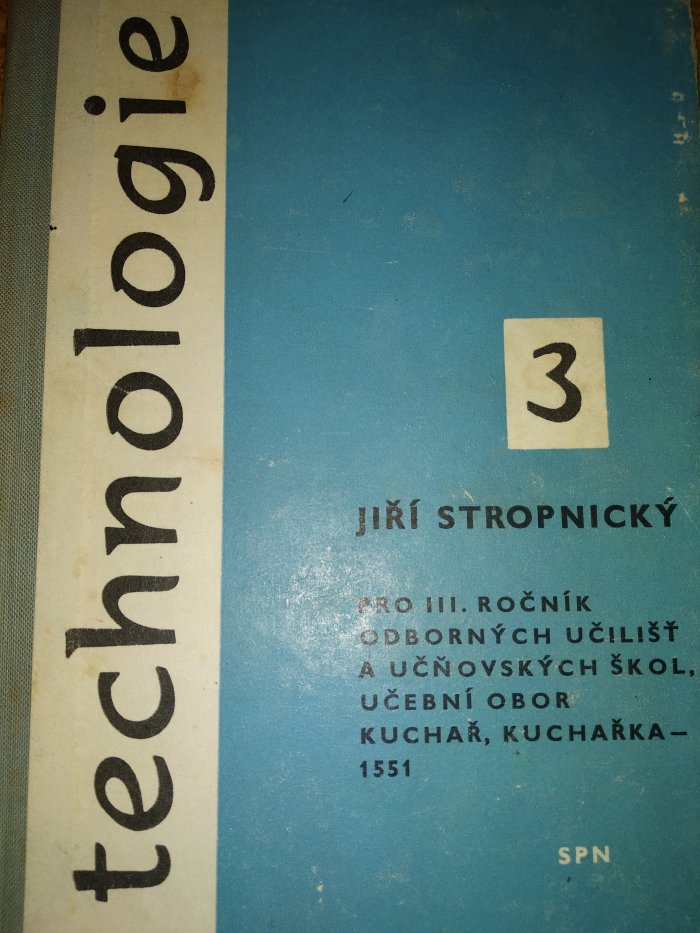 technologie
3
JIŘÍ STROPNICKÝ
PRO III. ROČNÍK
ODBORNÝCH UČILIŠŤ
A UČŇOVSKÝCH ŠKOL,
UČEBNÍ OBOR
KUCHAŘ, KUCHAŘKA—
1551
SPN